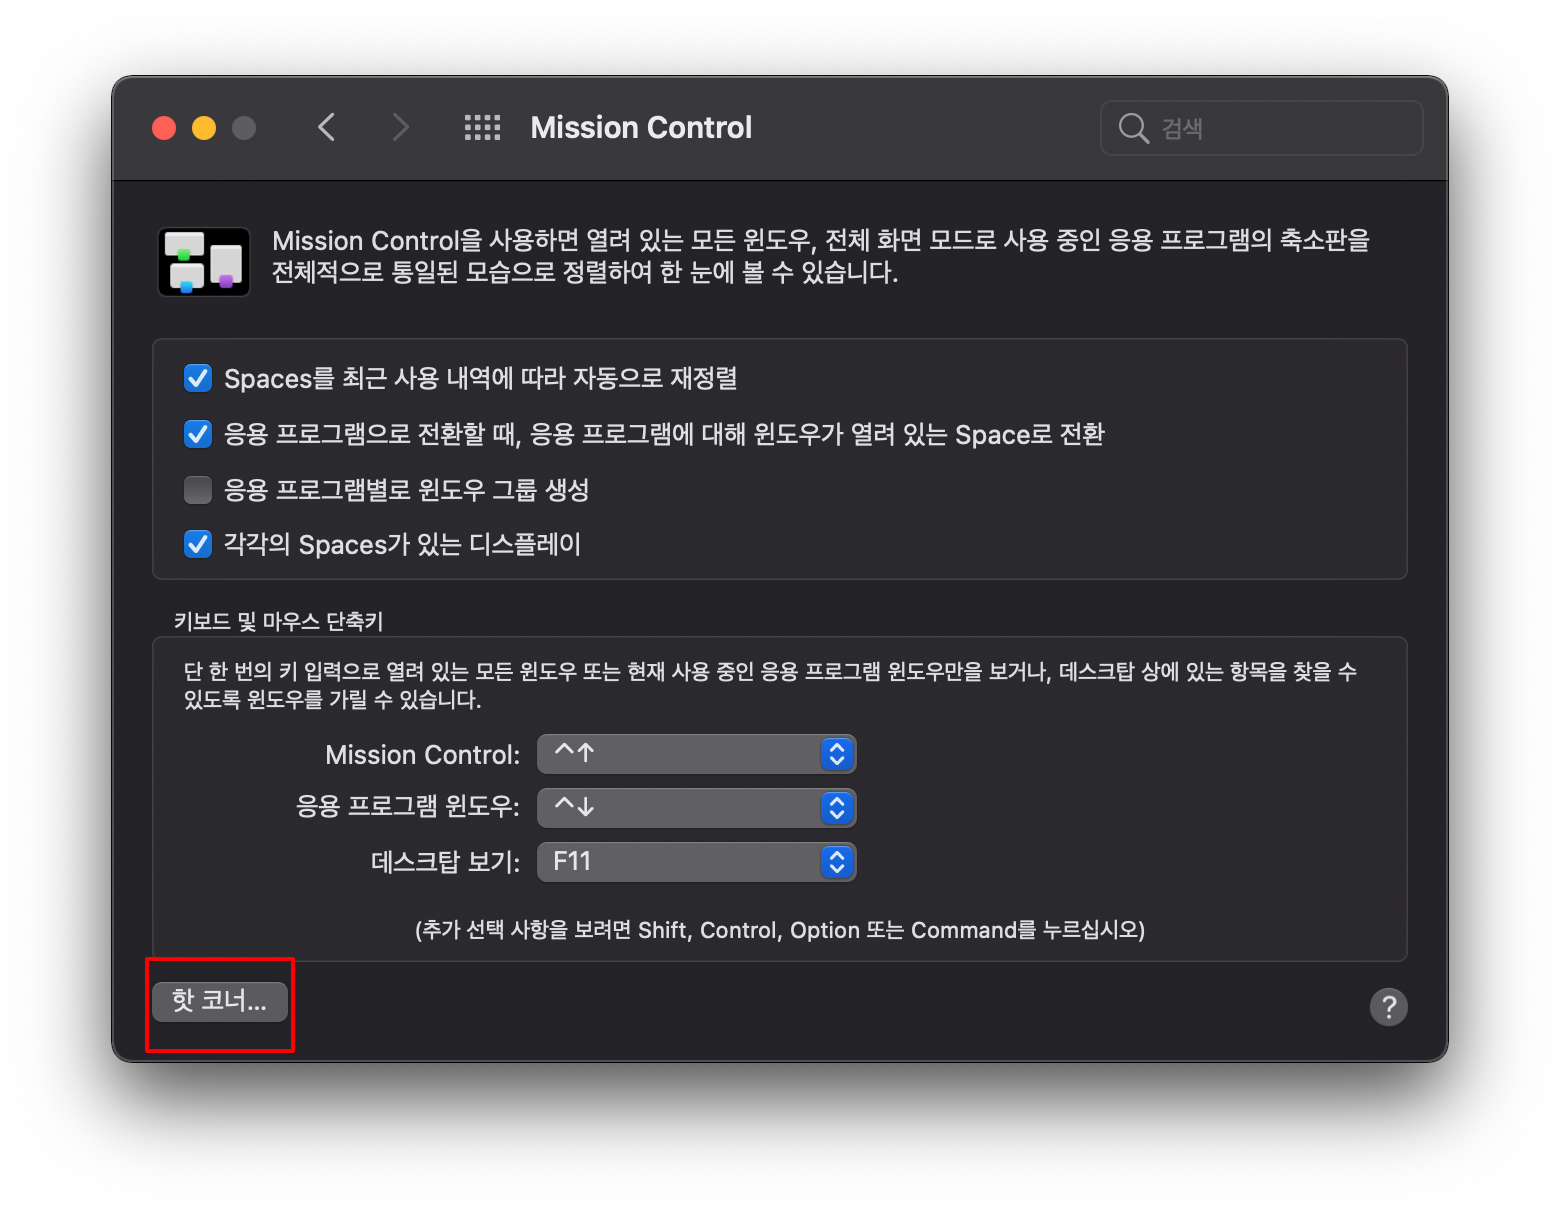 Mission Control
검색
Mission Control을 사용하면 열려 있는 모든 윈도우, 전체 화면 모드로 사용 중인 응용 프로그램의 축소판을
전체적으로 통일된 모습으로 정렬하여 한 눈에 볼 수 있습니다.
Spaces를 최근 사용 내역에 따라 자동으로 재정렬
응용 프로그램으로 전환할 때, 응용 프로그램에 대해 윈도우가 열려 있는 Space로 전환
응용 프로그램별로 윈도우 그룹 생성
각각의 Spaces가 있는 디스플레이
키보드 및 마우스 단축키
단 한 번의 키 입력으로 열려 있는 모든 윈도우 또는 현재 사용 중인 응용 프로그램 윈도우만을 보거나, 데스크탑 상에 있는 항목을 찾을 수
있도록 윈도우를 가릴 수 있습니다.
Mission Control: ^↑
응용 프로그램 윈도우: ^↓
데스크탑 보기: F11
(추가 선택 사항을 보려면 Shift, Control, Option 또는 Command를 누르십시오)
핫 코너...
?